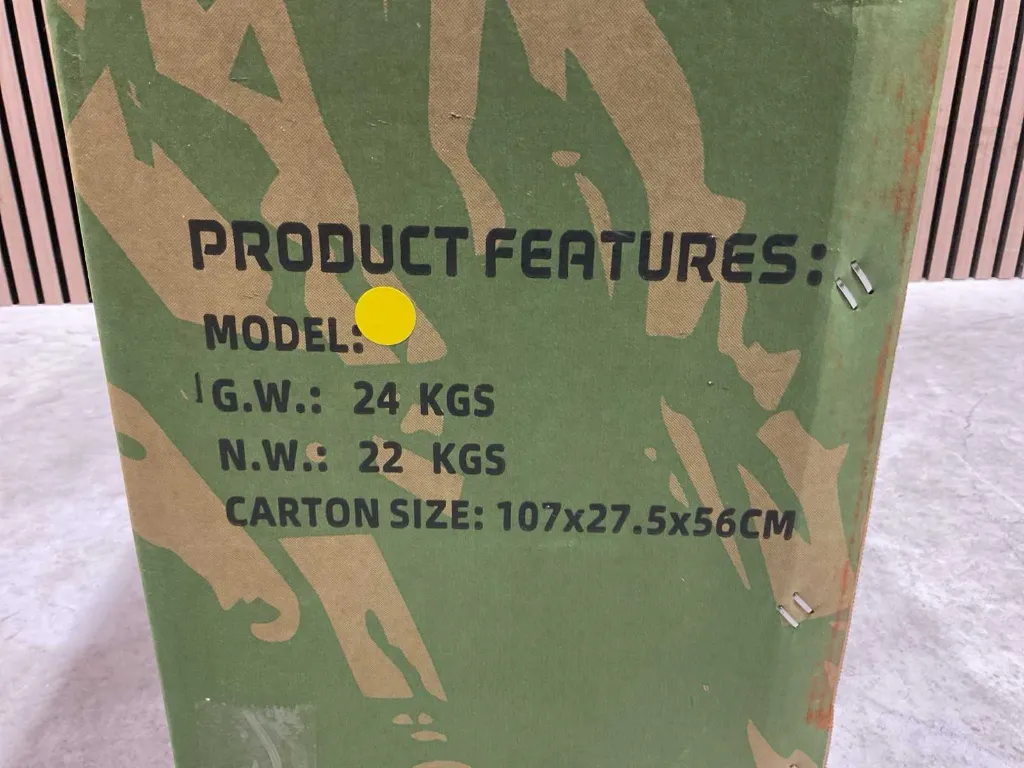 PRODUCT FEATURES:
MODEL:
G.W.: 24 KGS
N.W.: 22 KGS
CARTON SIZE: 107x27.5x56CM